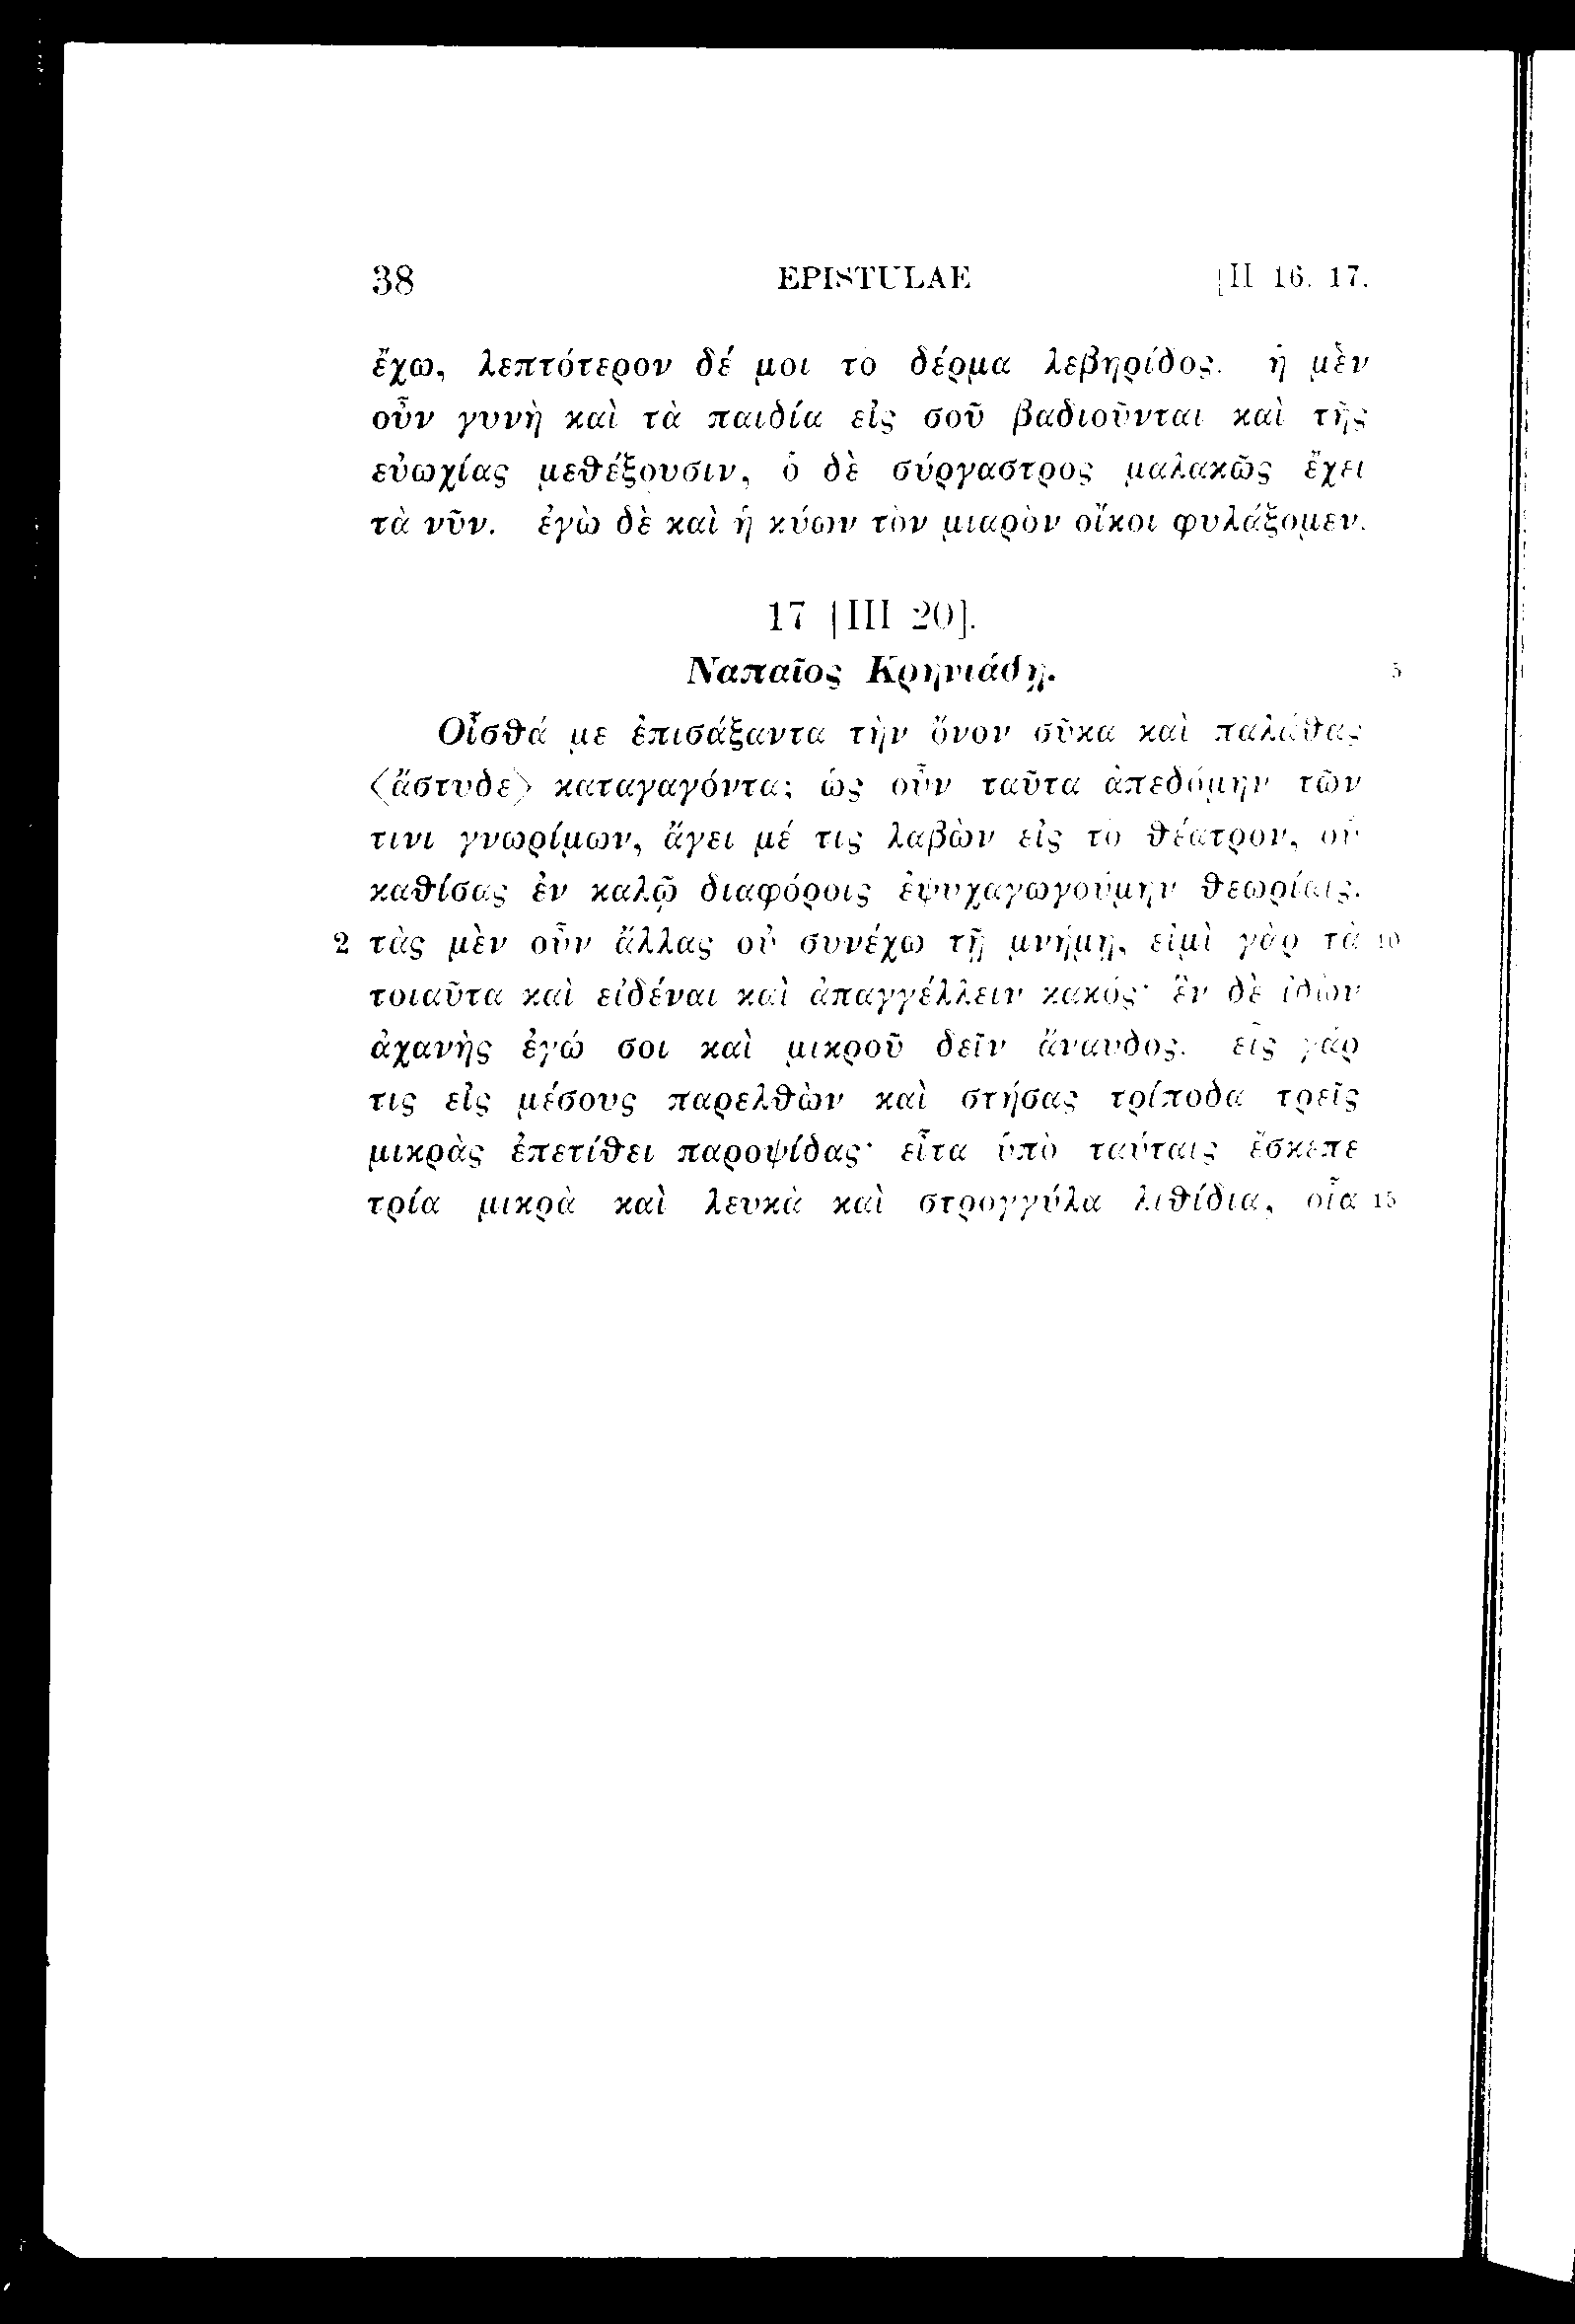 38 EPISTULAE [II 16. 17.
ἔχω, λεπτότερον δέ μοι τὸ δέρμα λεβηρίδος. ἡ μὲν
οὖν γυνὴ καὶ τὰ παιδία εἰς σοῦ βαδιοῦνται καὶ τῆς
εὐωχίας μεθέξουσιν, ὁ δὲ σύργαστρος μαλακῶς ἔχει
τὰ νῦν. ἐγὼ δὲ καὶ ἡ κύων τὸν μιαρὸν οἴκοι φυλάξομεν.
17 [III 20].
Ναπαῖος Κρηνιάδῃ. 5
Οἶσθά με ἐπισάξαντα τὴν ὄνον σῦκα καὶ παλάθας
〈ἄστυδε〉 καταγαγόντα; ὡς οὖν ταῦτα ἀπεδόμην τῶν
τινι γνωρίμων, ἄγει μέ τις λαβὼν εἰς τὸ θέατρον, οὗ
καθίσας ἐν καλῷ διαφόροις ἐψυχαγωγούμην θεωρίαις.
2 τὰς μὲν οὖν ἄλλας οὐ συνέχω τῇ μνήμῃ, εἰμὶ γὰρ τὰ 10
τοιαῦτα καὶ εἰδέναι καὶ ἀπαγγέλλειν κακός· ἓν δὲ ἰδὼν
ἀχανὴς ἐγώ σοι καὶ μικροῦ δεῖν ἄναυδος. εἷς γάρ
τις εἰς μέσους παρελθὼν καὶ στήσας τρίποδα τρεῖς
μικρὰς ἐπετίθει παροψίδας· εἶτα ὑπὸ ταύταις ἔσκεπε
τρία μικρὰ καὶ λευκὰ καὶ στρογγύλα λιθίδια, οἷα 15